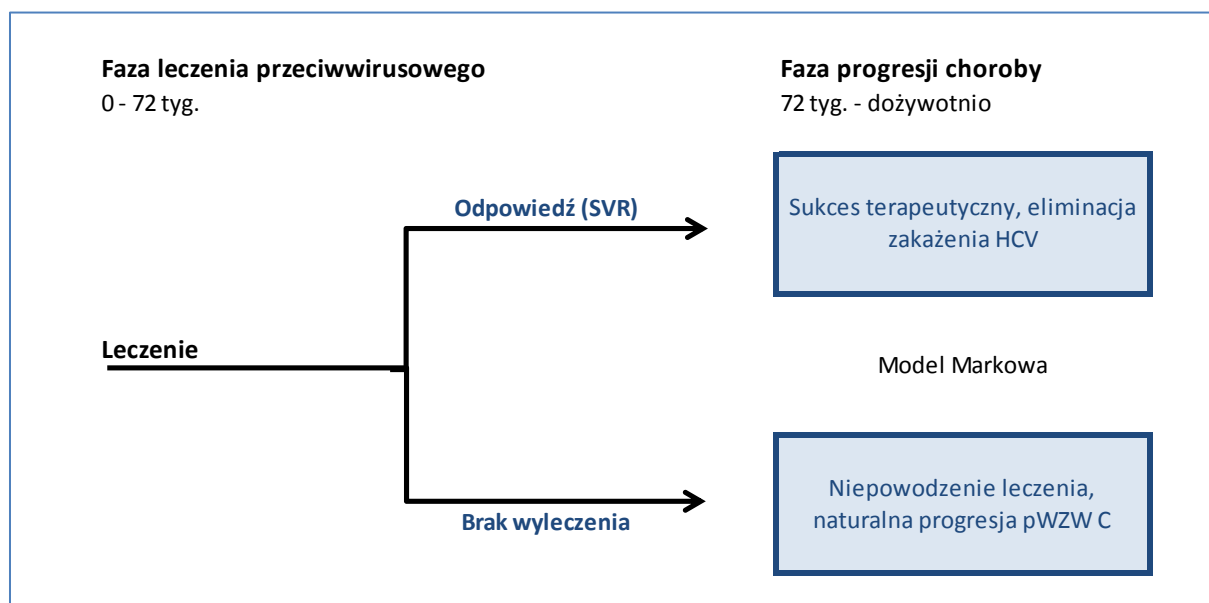 Faza leczenia przeciwwirusowego
0 - 72 tyg.
Faza progresji choroby
72 tyg. - dożywotnio
Odpowiedź (SVR)
Sukces terapeutyczny, eliminacja
zakażenia HCV
Leczenie
Model Markowa
Brak wyleczenia
Niepowodzenie leczenia,
naturalna progresja pWZW C